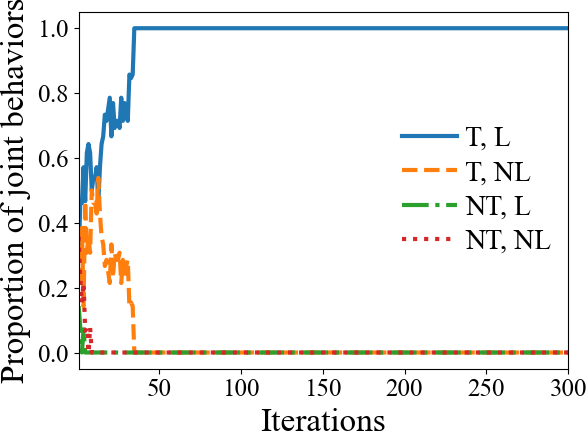 Proportion of joint behaviors
1.0
0.8
0.6
0.4
0.2
0.0
T, L
T, NL
NT, L
NT, NL
50 100 150 200 250 300
Iterations